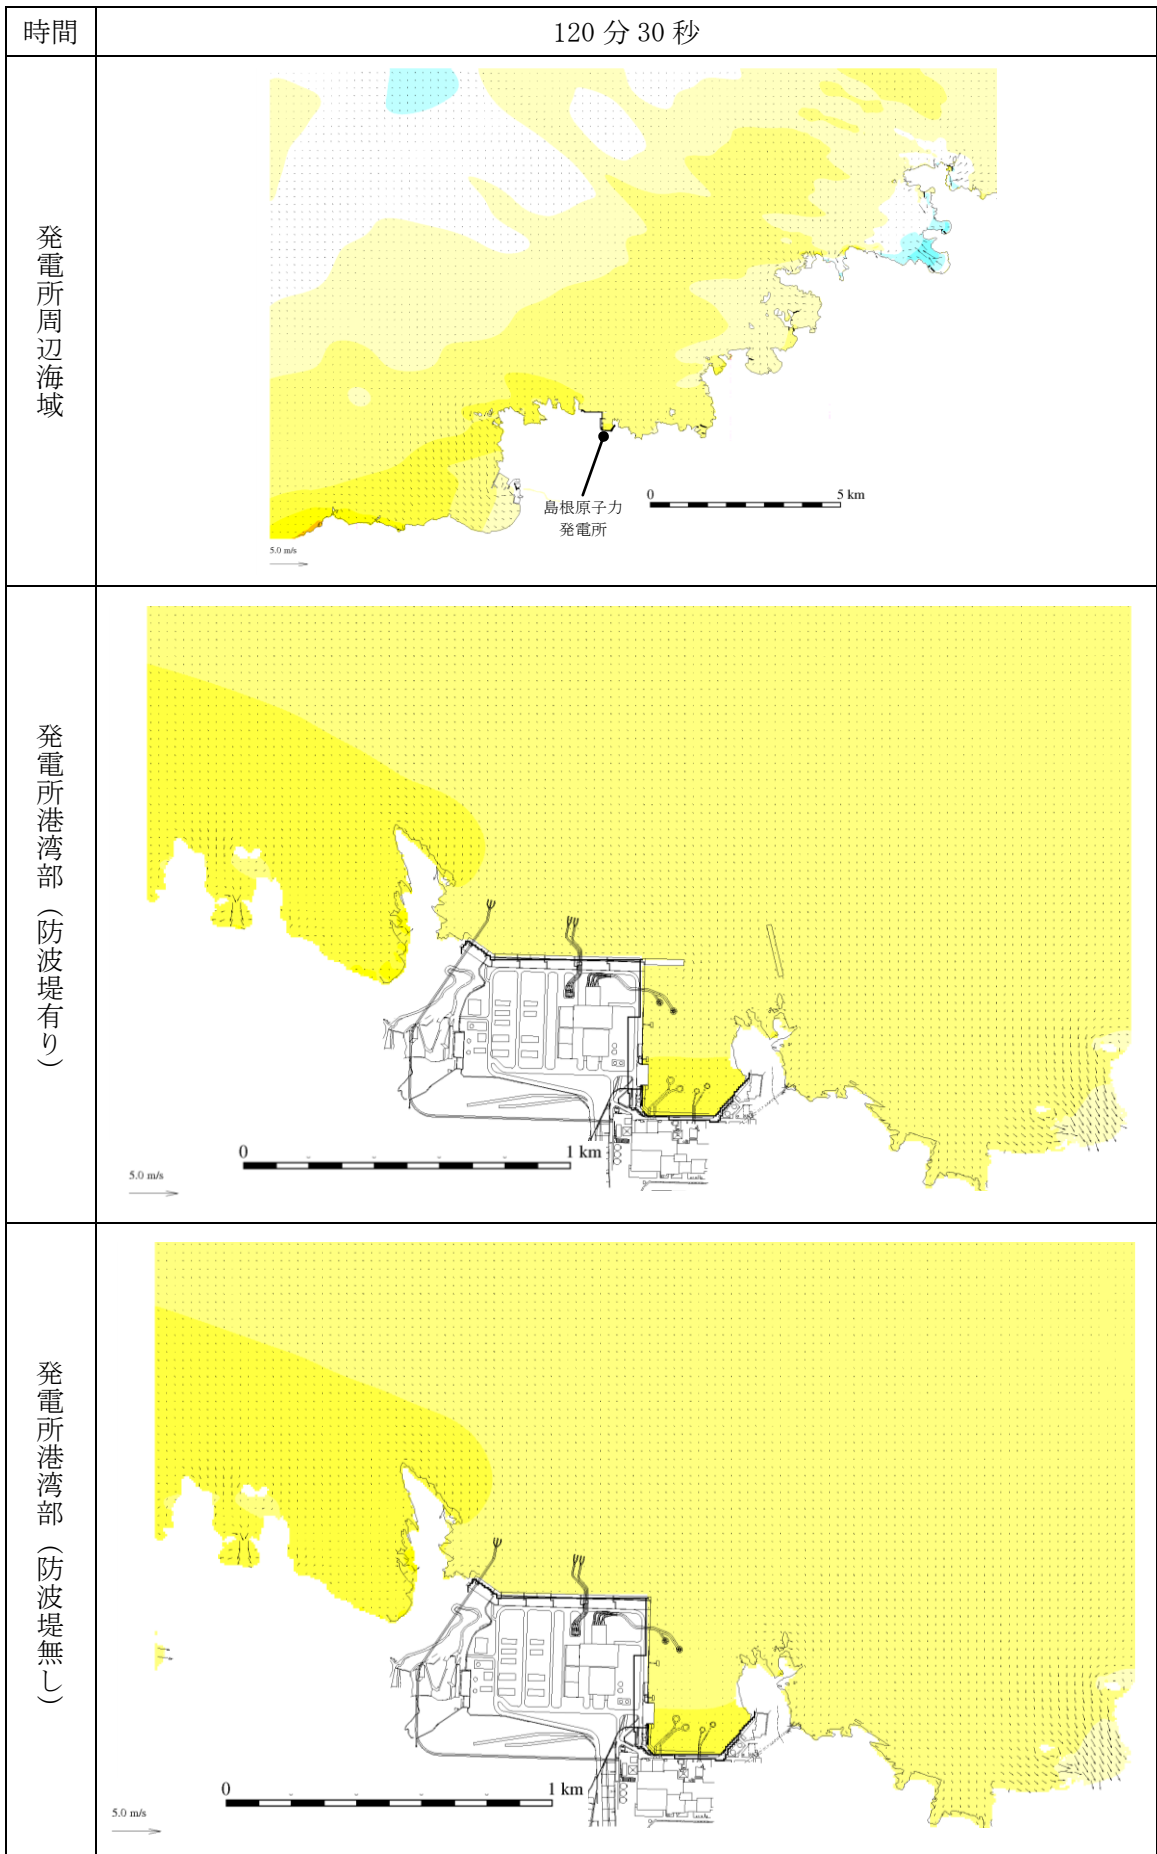 時間
120 分 30 秒
発電所周辺海域
島根原子力
発電所
0 5 km
5.0 m/s
発電所港湾部（防波堤有り）
0 1 km
5.0 m/s
発電所港湾部（防波堤無し）
0 1 km
5.0 m/s